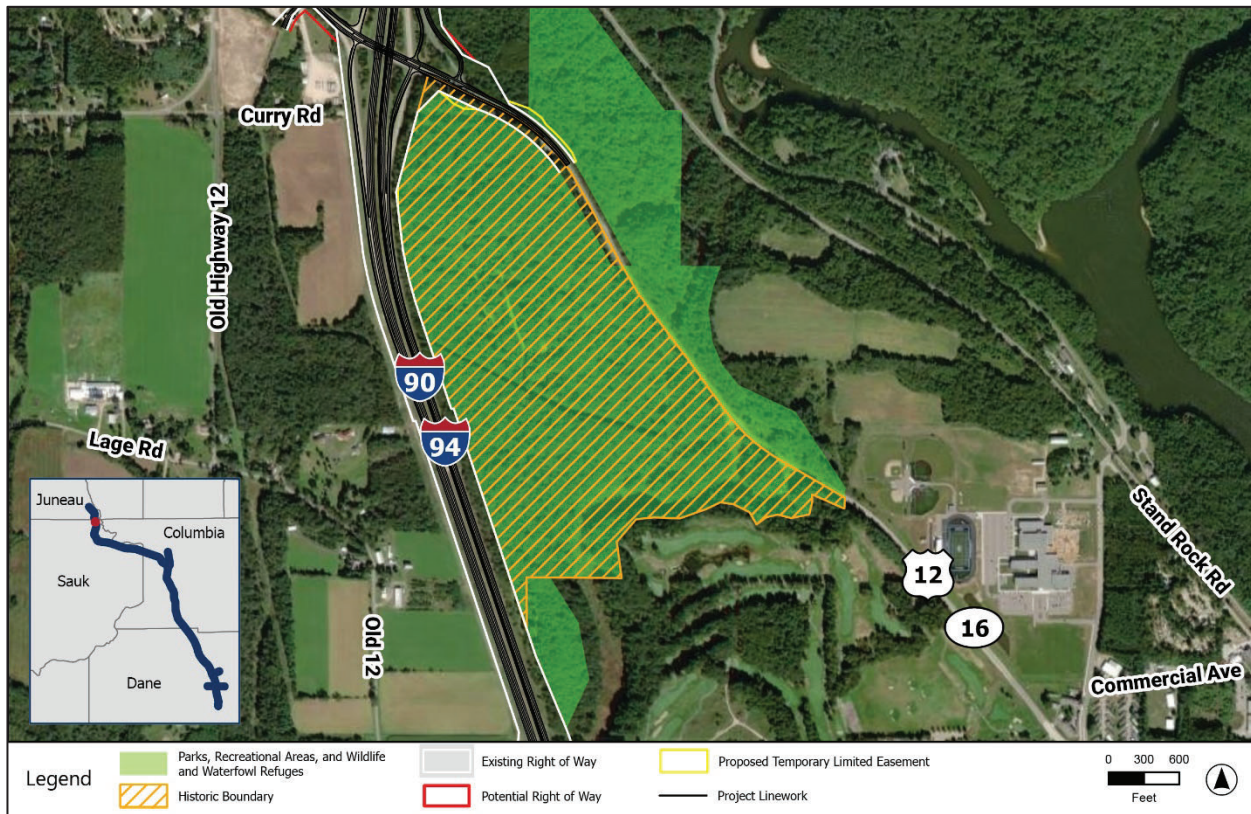 Curry Rd
Old Highway 12
90
94
Lage Rd
Old 12
12
16
Stand Rock Rd
Commercial Ave
Juneau
Columbia
Sauk
Dane
Legend
Parks, Recreational Areas, and Wildlife
and Waterfowl Refuges
Historic Boundary
Existing Right of Way
Potential Right of Way
Proposed Temporary Limited Easement
Project Linework
0 300 600
Feet